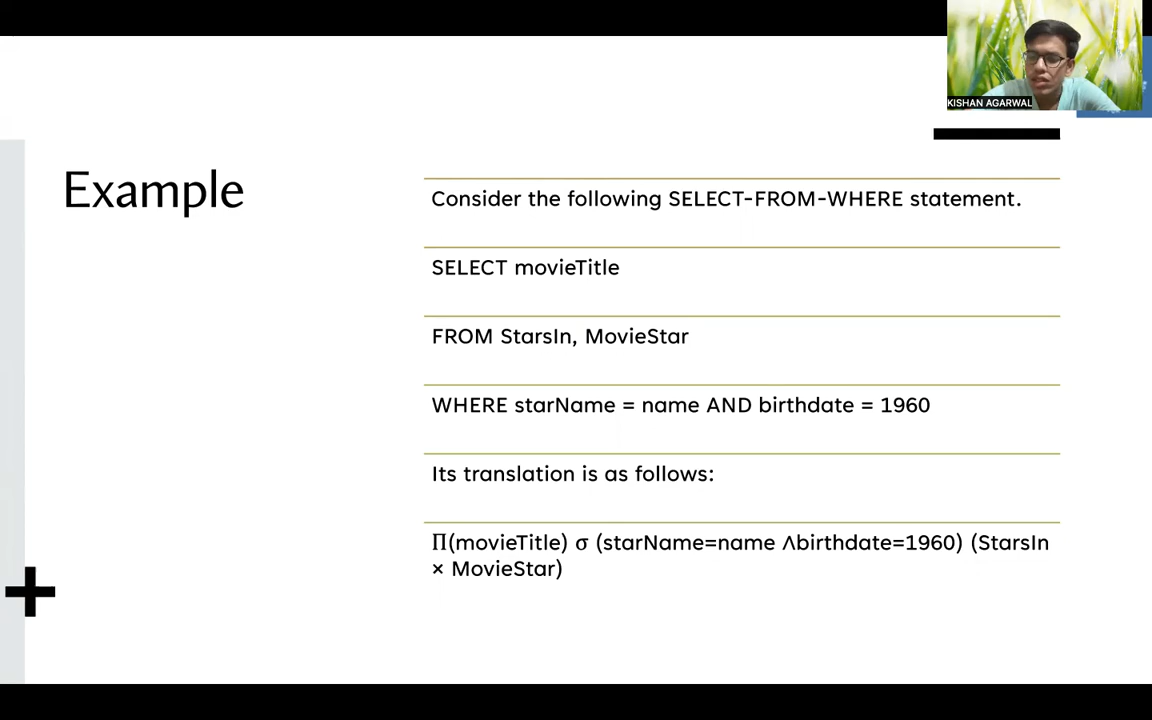 KISHAN AGARWAL
Example
Consider the following SELECT-FROM-WHERE statement.
SELECT movieTitle
FROM StarsIn, MovieStar
WHERE starName = name AND birthdate = 1960
Its translation is as follows:
Π(movieTitle) σ (starName=name Λbirthdate=1960) (StarsIn
× MovieStar)